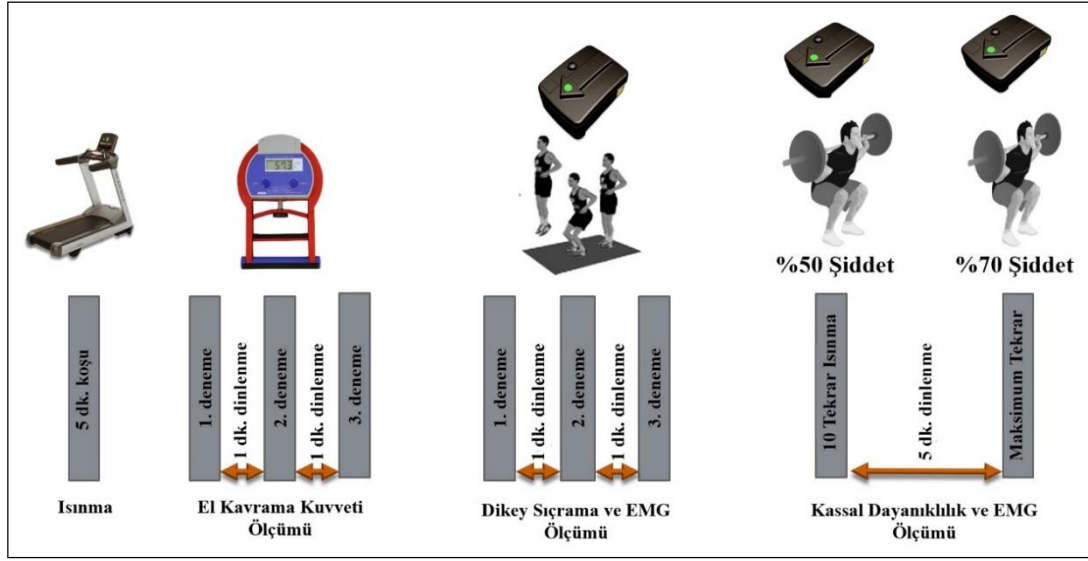 57.3
%50 Şiddet
%70 Şiddet
5 dk. koşu
1. deneme
1 dk. dinlenme
2. deneme
1 dk. dinlenme
3. deneme
1. deneme
1 dk. dinlenme
2. deneme
1 dk. dinlenme
3. deneme
10 Tekrar Isınma
5 dk. dinlenme
Maksimum Tekrar
Isınma
El Kavrama Kuvveti
Ölçümü
Dikey Sıçrama ve EMG
Ölçümü
Kassal Dayanıklılık ve EMG
Ölçümü